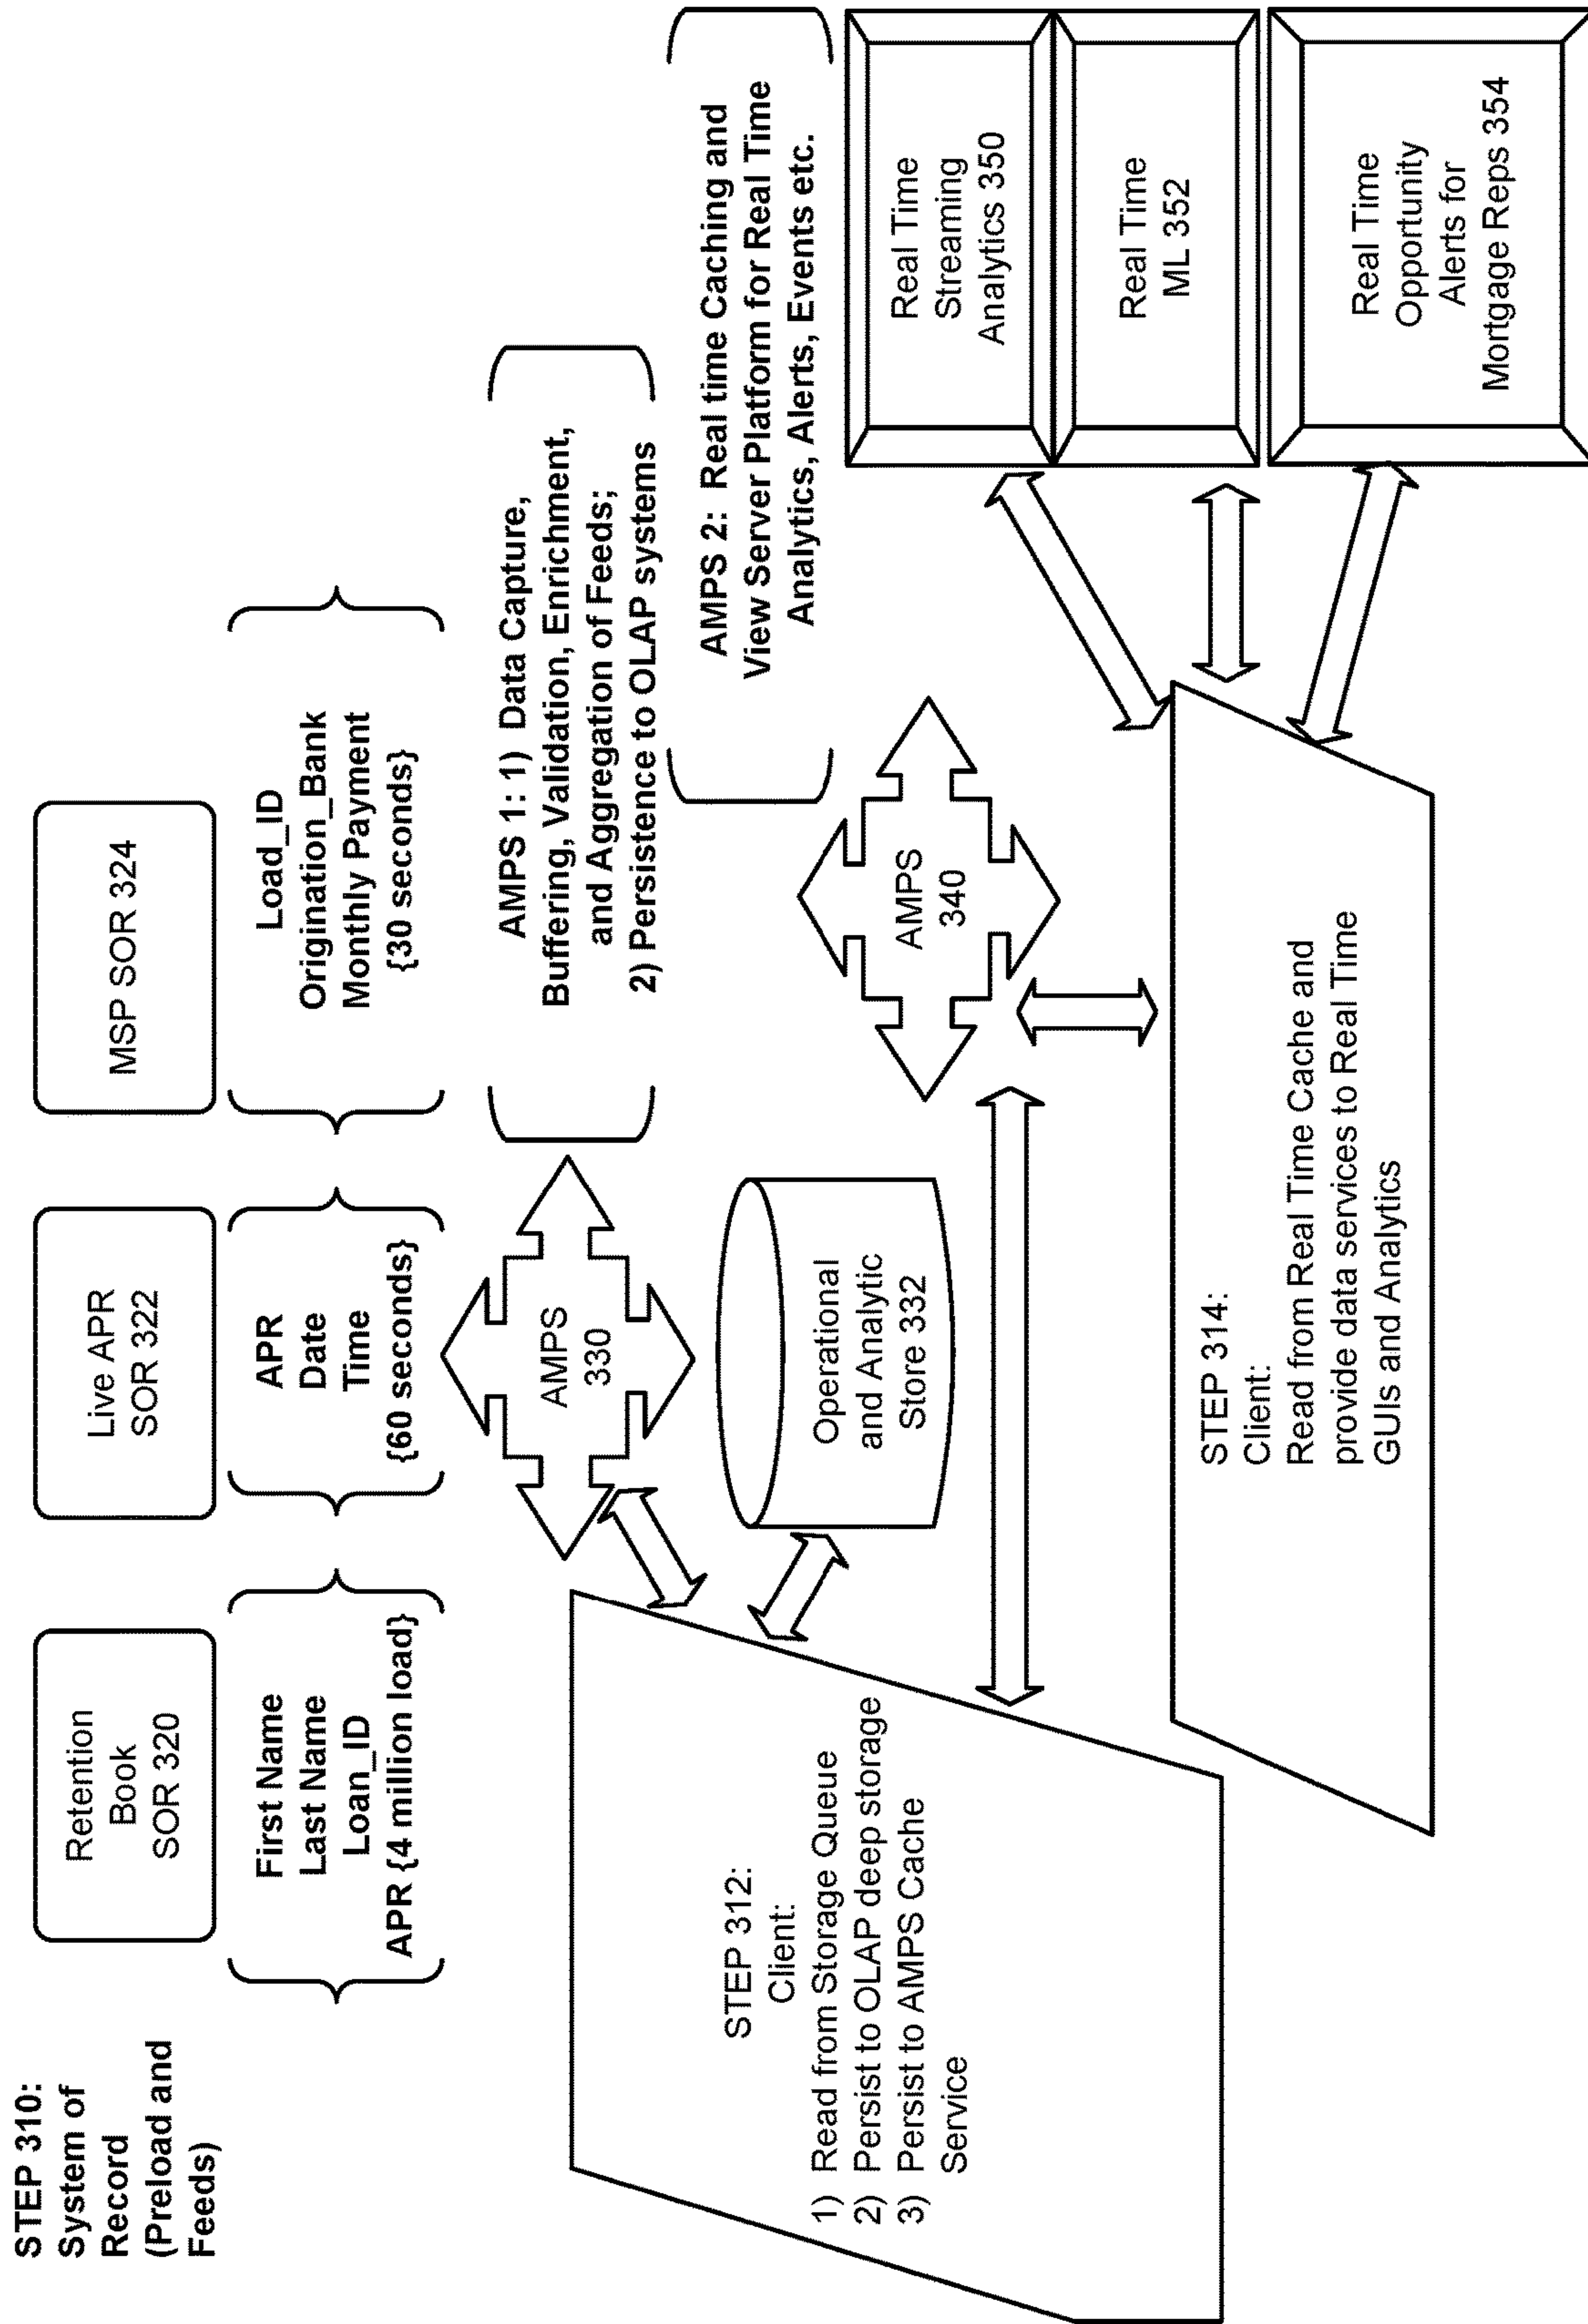 STEP 310:
System of
Record
(Preload and
Feeds)
Retention
Book
SOR 320
Live APR
SOR 322
MSP SOR 324
First Name
Last Name
Loan_ID
APR {4 million load}
APR
Date
Time
{60 seconds}
Load_ID
Origination_Bank
Monthly Payment
{30 seconds}
AMPS
330
AMPS 1: 1) Data Capture,
Buffering, Validation, Enrichment,
and Aggregation of Feeds;
2) Persistence to OLAP systems
STEP 312:
Client:
1) Read from Storage Queue
2) Persist to OLAP deep storage
3) Persist to AMPS Cache
Service
Operational
and Analytic
Store 332
AMPS
340
AMPS 2: Real time Caching and
View Server Platform for Real Time
Analytics, Alerts, Events etc.
STEP 314:
Client:
Read from Real Time Cache and
provide data services to Real Time
GUIs and Analytics
Real Time
Streaming
Analytics 350
Real Time
ML 352
Real Time
Opportunity
Alerts for
Mortgage Reps 354